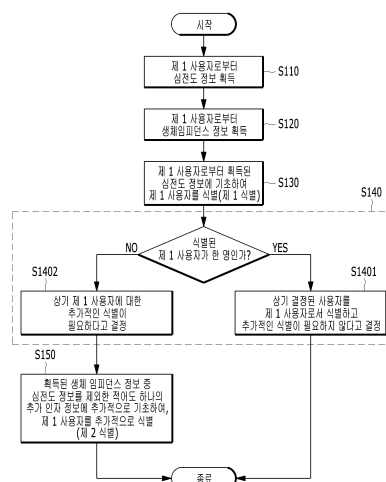 시작
제 1 사용자로부터
심전도 정보 획득
S110
제 1 사용자로부터
생체임피던스 정보 획득
S120
제 1 사용자로부터 획득된
심전도 정보에 기초하여
제 1 사용자를 식별(제 1 식별)
S130
S140
식별된
제 1 사용자가 한 명인가?
NO
YES
S1402
S1401
상기 제 1 사용자에 대한
추가적인 식별이
필요하다고 결정
상기 결정된 사용자를
제 1 사용자로서 식별하고
추가적인 식별이 필요하지 않다고 결정
S150
획득된 생체 임피던스 정보 중
심전도 정보를 제외한 적어도 하나의
추가 인자 정보에 추가적으로 기초하여,
제 1 사용자를 추가적으로 식별
(제 2 식별)
종료